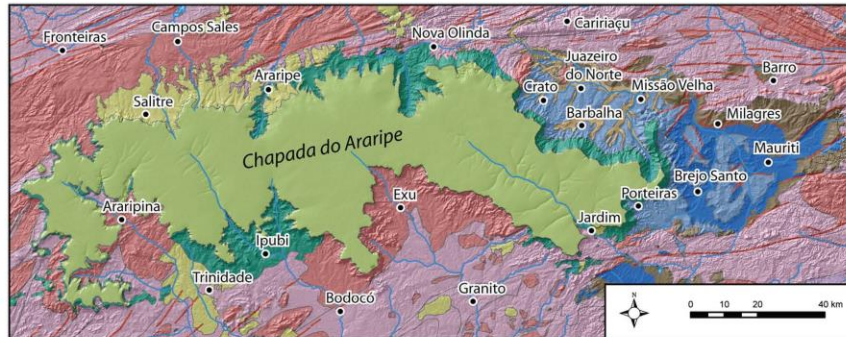 Fronteiras
Campos Sales
Nova Olinda
Caririaçu
Salitre
Araripe
Crato
Juazeiro
do Norte
Missão Velha
Barro
Barbalha
Milagres
Mauriti
Chapada do Araripe
Brejo Santo
Porteiras
Araripina
Exu
Jardim
Ipubi
Trinidade
Bodocó
Granito
0 10 20 40 km